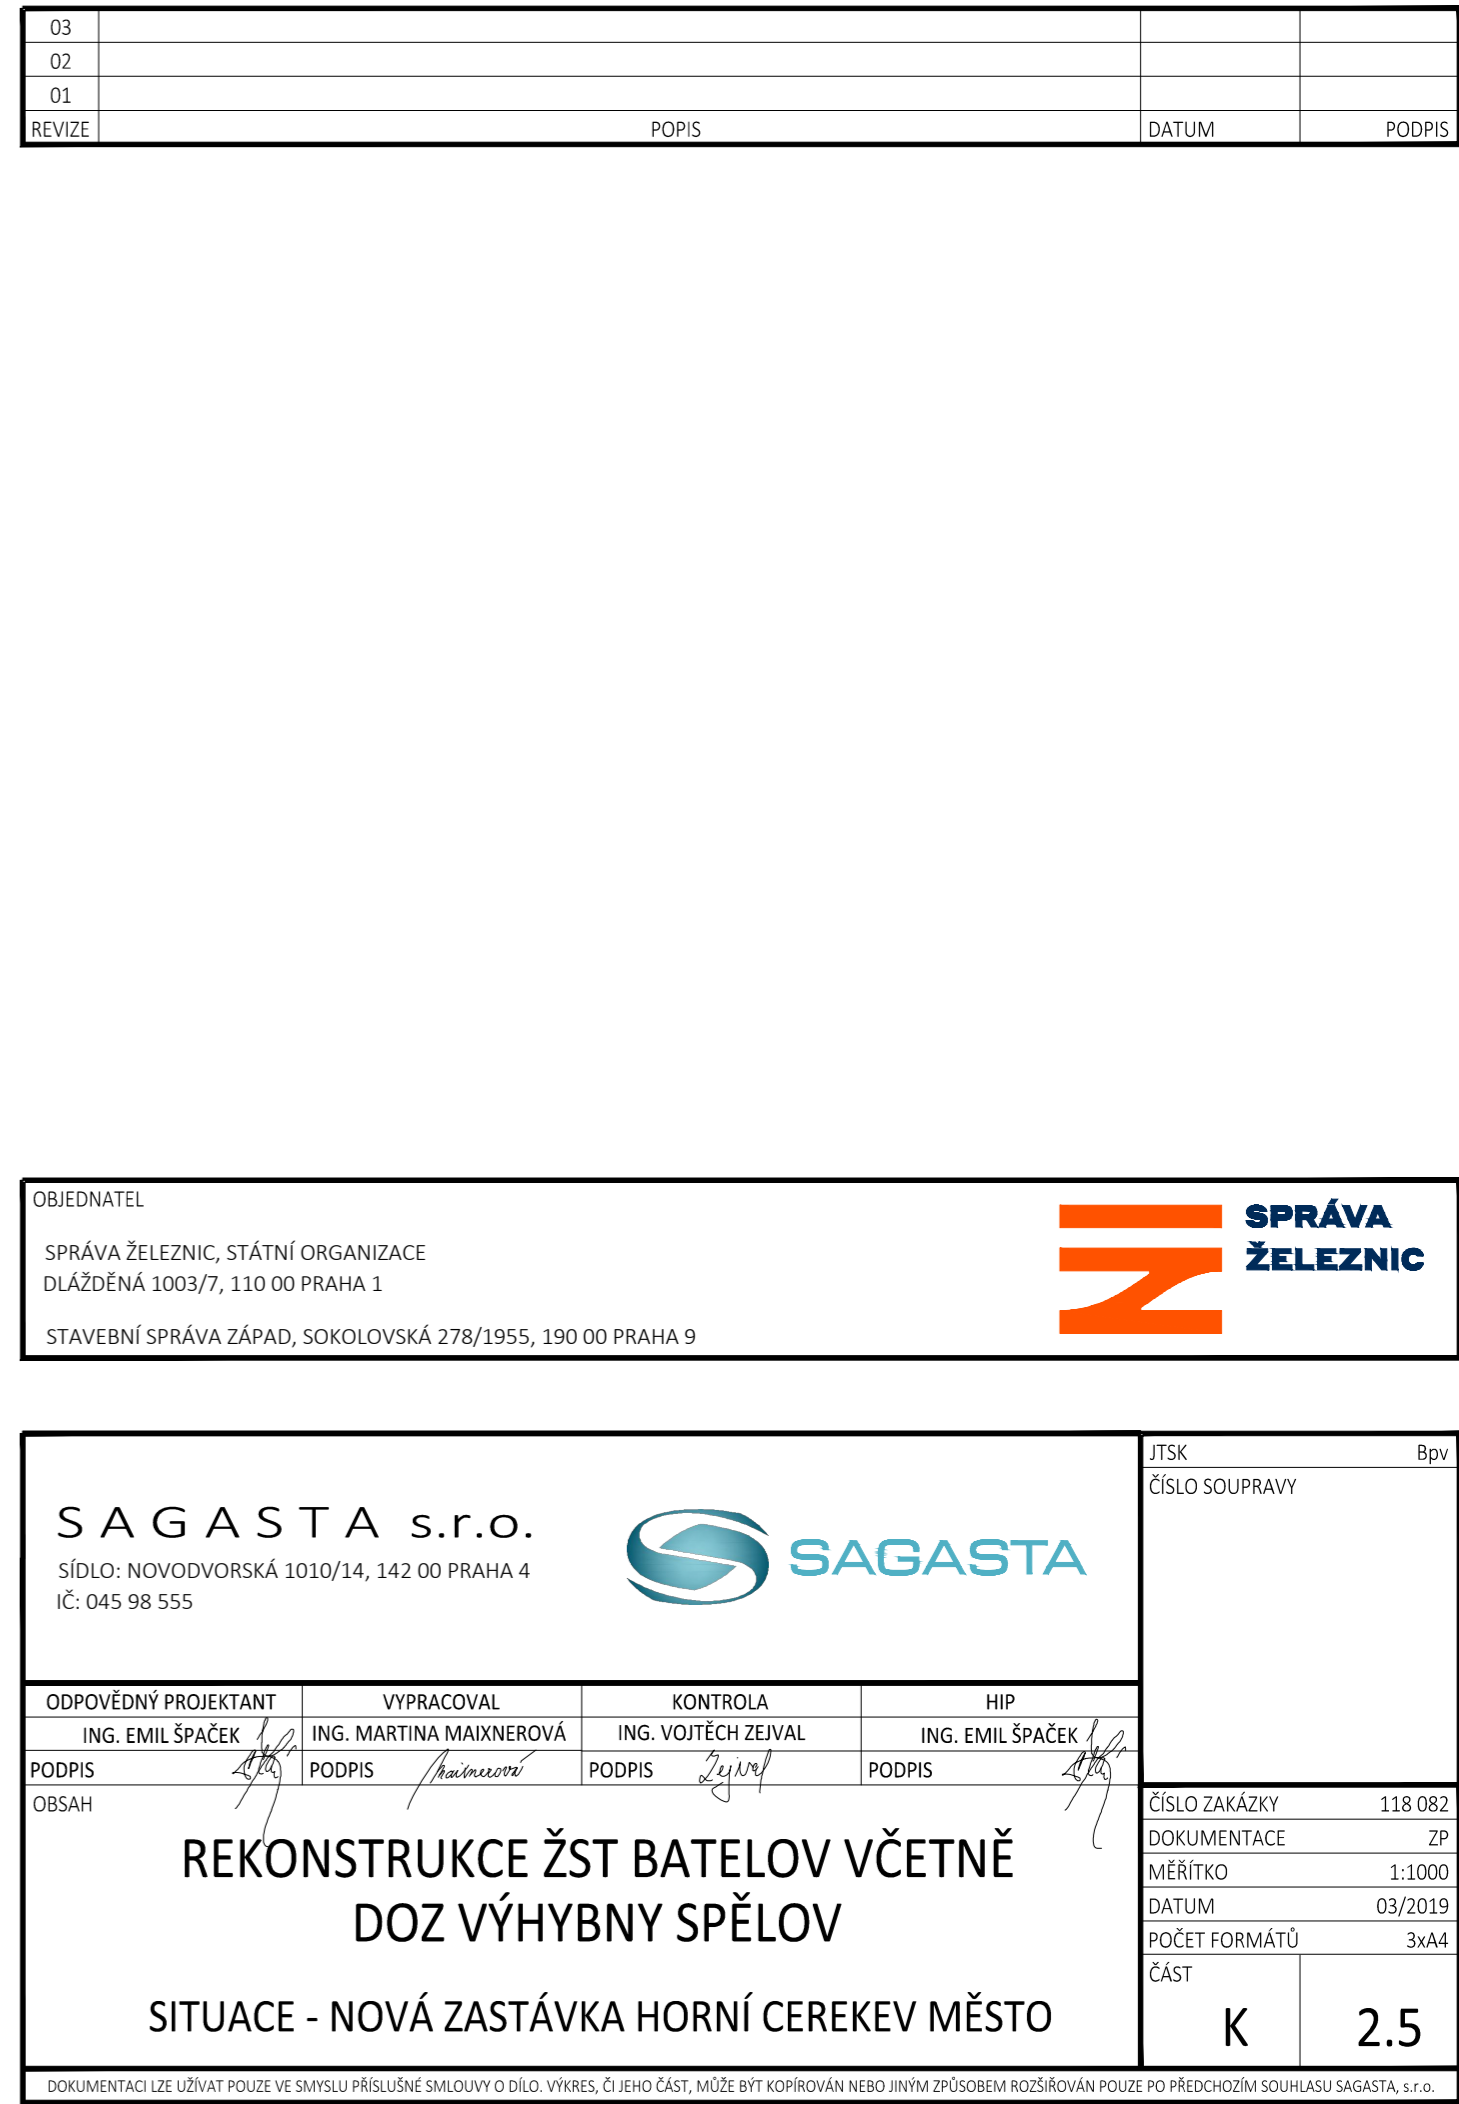 03
02
01
REVIZE POPIS DATUM PODPIS
OBJEDNATEL
SPRÁVA ŽELEZNIC, STÁTNÍ ORGANIZACE
DLÁŽDĚNÁ 1003/7, 110 00 PRAHA 1
STAVEBNÍ SPRÁVA ZÁPAD, SOKOLOVSKÁ 278/1955, 190 00 PRAHA 9
SPRÁVA
ŽELEZNIC
S A G A S T A s.r.o.
SÍDLO: NOVODVORSKÁ 1010/14, 142 00 PRAHA 4
IČ: 045 98 555
SAGASTA
JTSK Bpv
ČÍSLO SOUPRAVY
ODPOVĚDNÝ PROJEKTANT VYPRACOVAL KONTROLA HIP
ING. EMIL ŠPAČEK ING. MARTINA MAIXNEROVÁ ING. VOJTĚCH ZEJVAL ING. EMIL ŠPAČEK
PODPIS PODPIS Maixnerová PODPIS Zejval PODPIS
OBSAH
REKONSTRUKCE ŽST BATELOV VČETNĚ
DOZ VÝHYBNY SPĚLOV
SITUACE - NOVÁ ZASTÁVKA HORNÍ CEREKEV MĚSTO
ČÍSLO ZAKÁZKY 118 082
DOKUMENTACE ZP
MĚŘÍTKO 1:1000
DATUM 03/2019
POČET FORMÁTŮ 3xA4
ČÁST
K 2.5
DOKUMENTACI LZE UŽÍVAT POUZE VE SMYSLU PŘÍSLUŠNÉ SMLOUVY O DÍLO. VÝKRES, ČI JEHO ČÁST, MŮŽE BÝT KOPÍROVÁN NEBO JINÝM ZPŮSOBEM ROZŠIŘOVÁN POUZE PO PŘEDCHOZÍM SOUHLASU SAGASTA, s.r.o.